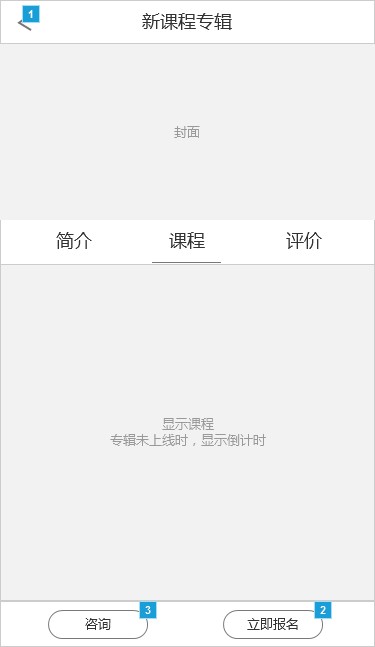 1
新课程专辑
封面
简介 课程 评价
显示课程
专辑未上线时，显示倒计时
3 2
咨询 立即报名